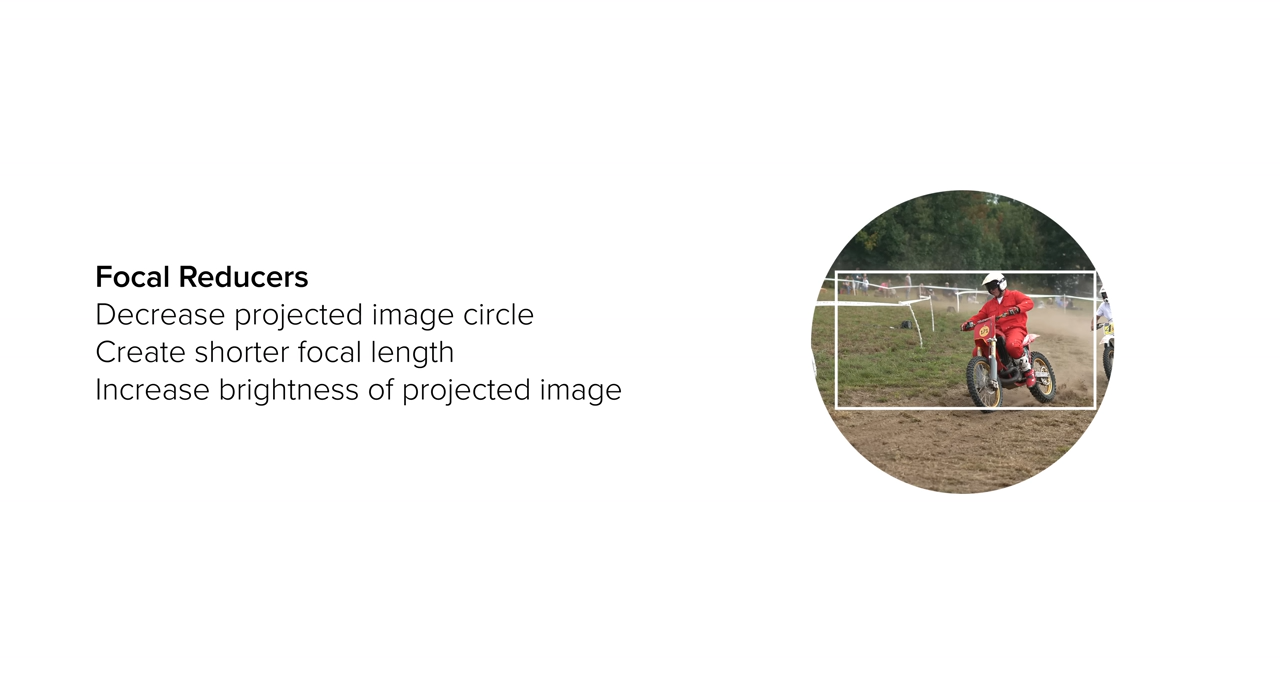 Focal Reducers
Decrease projected image circle
Create shorter focal length
Increase brightness of projected image